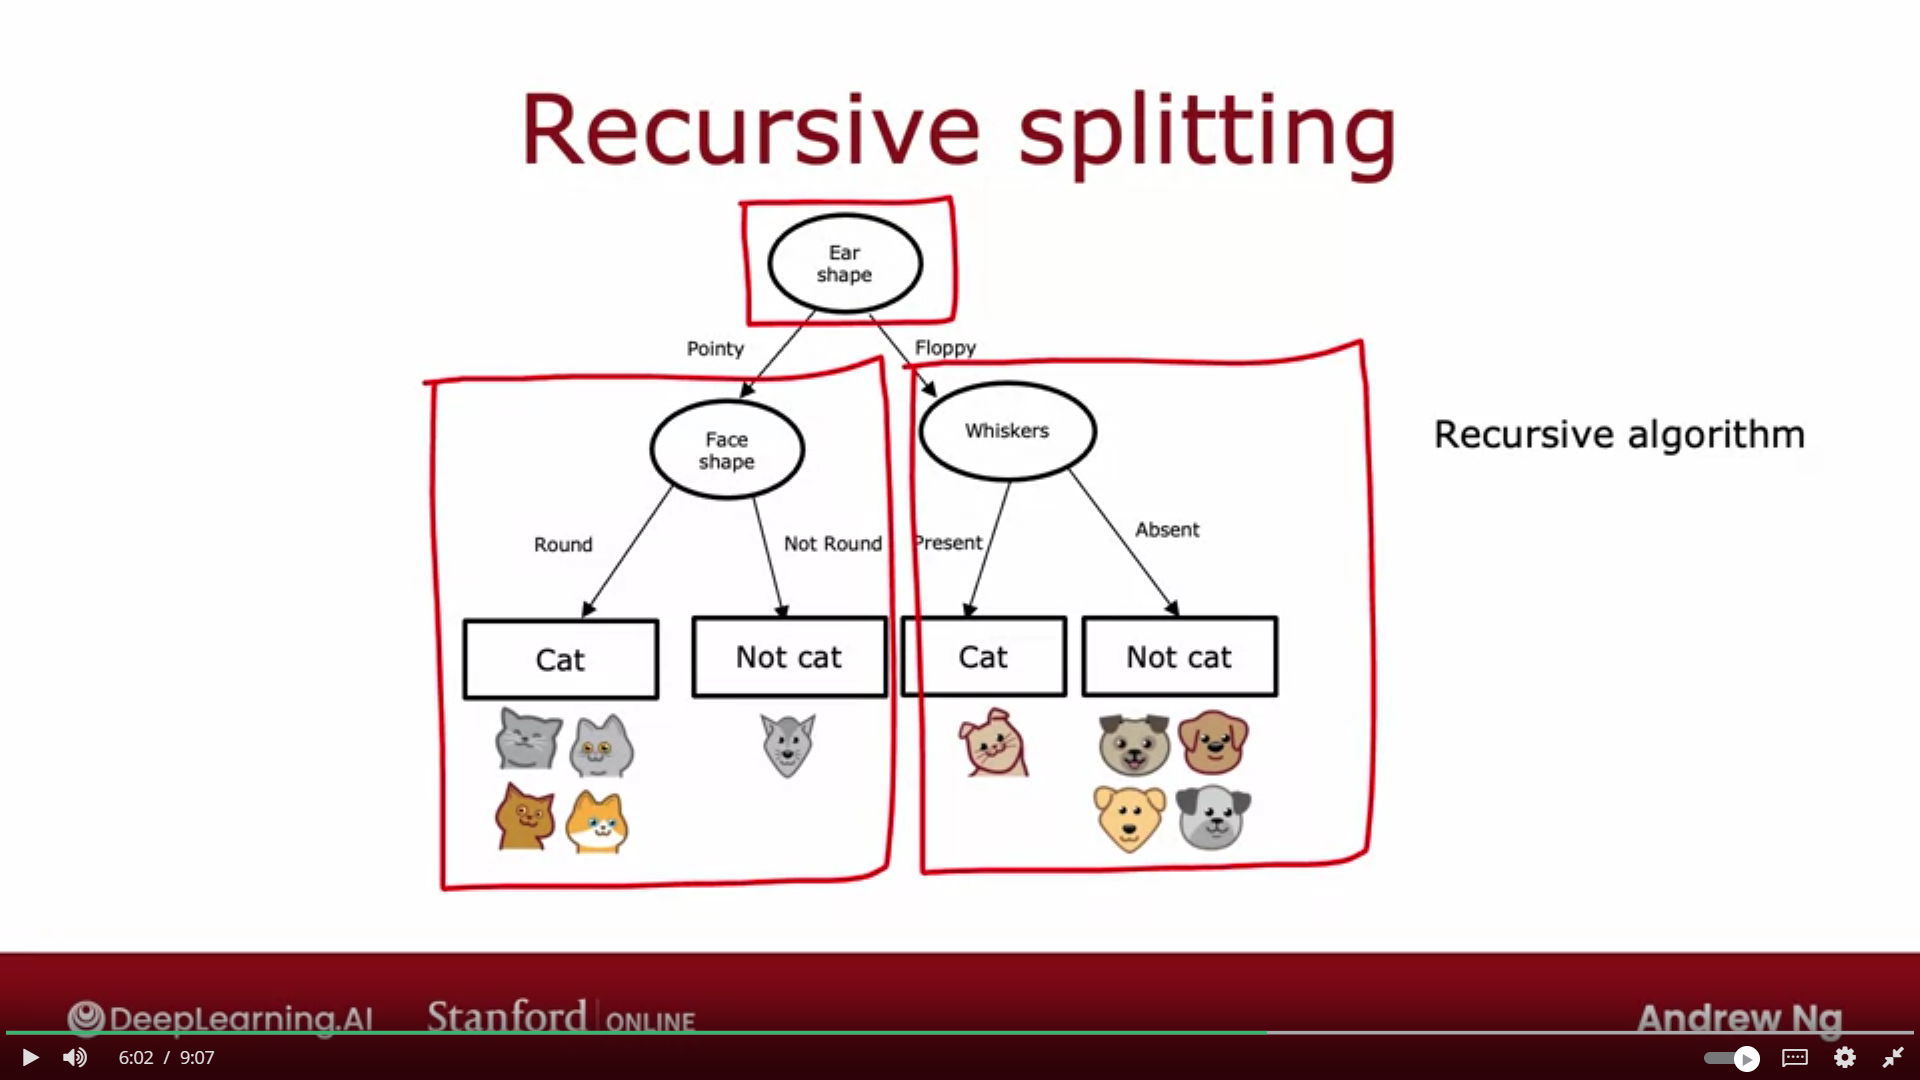 Recursive splitting
Ear
shape
Pointy
Floppy
Face
shape
Whiskers
Recursive algorithm
Round
Not Round
Present
Absent
Cat
Not cat
Cat
Not cat
DeepLearning.AI
Stanford ONLINE
Andrew Ng
6:02 / 9:07